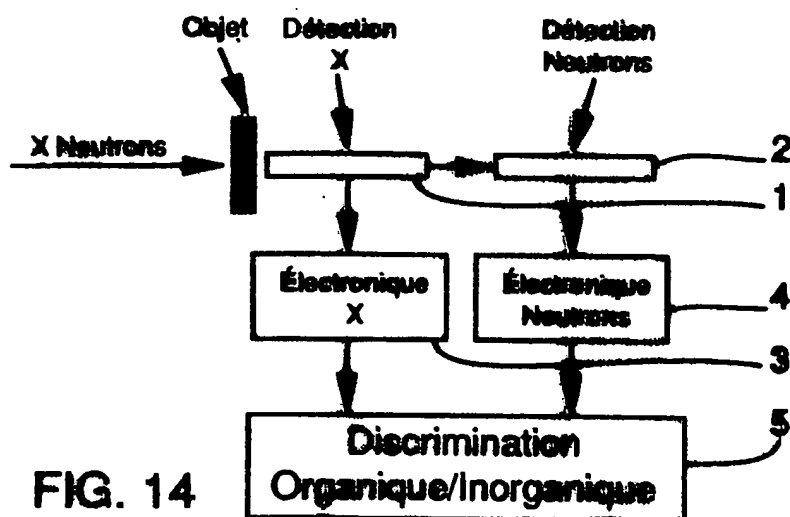 Objet
Détection
X
Détection
Neutrons
X Neutrons
2
1
Électronique
X
Électronique
Neutrons
4
3
5
Discrimination
Organique/Inorganique
FIG. 14